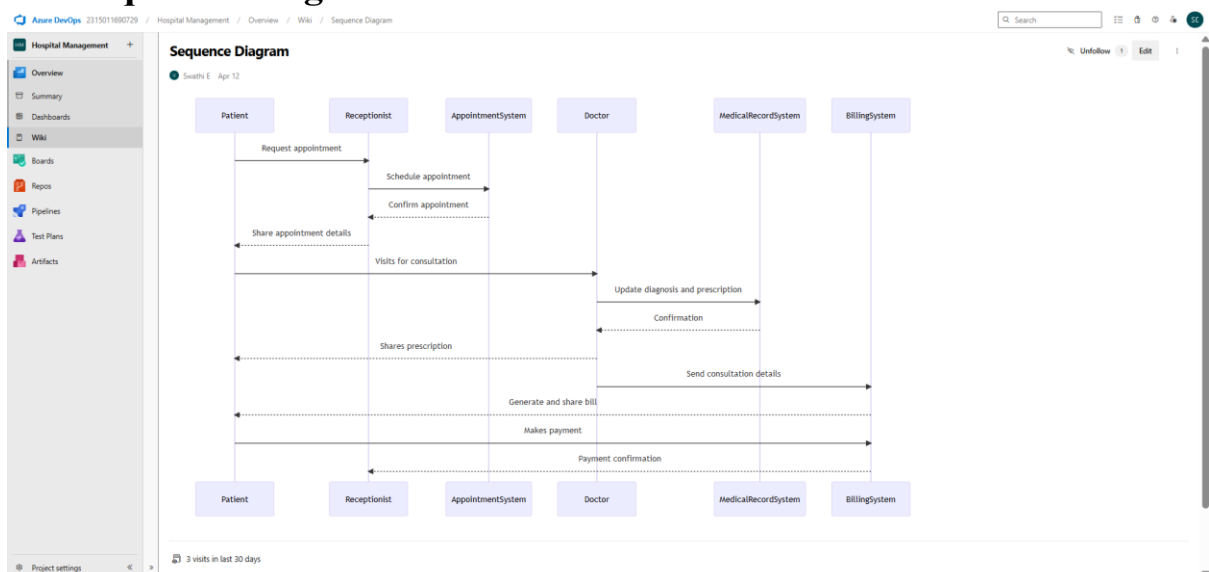 Azure DevOps 2315011690729 / Hospital Management / Overview / Wiki / Sequence Diagram
Search
SE
HM Hospital Management +
Overview
Summary
Dashboards
Wiki
Boards
Repos
Pipelines
Test Plans
Artifacts
Project settings
Sequence Diagram
Unfollow 1 Edit
Swathi E Apr 12
Patient Receptionist AppointmentSystem Doctor MedicalRecordSystem BillingSystem
Request appointment
Schedule appointment
Confirm appointment
Share appointment details
Visits for consultation
Update diagnosis and prescription
Confirmation
Shares prescription
Send consultation details
Generate and share bill
Makes payment
Payment confirmation
Patient Receptionist AppointmentSystem Doctor MedicalRecordSystem BillingSystem
3 visits in last 30 days